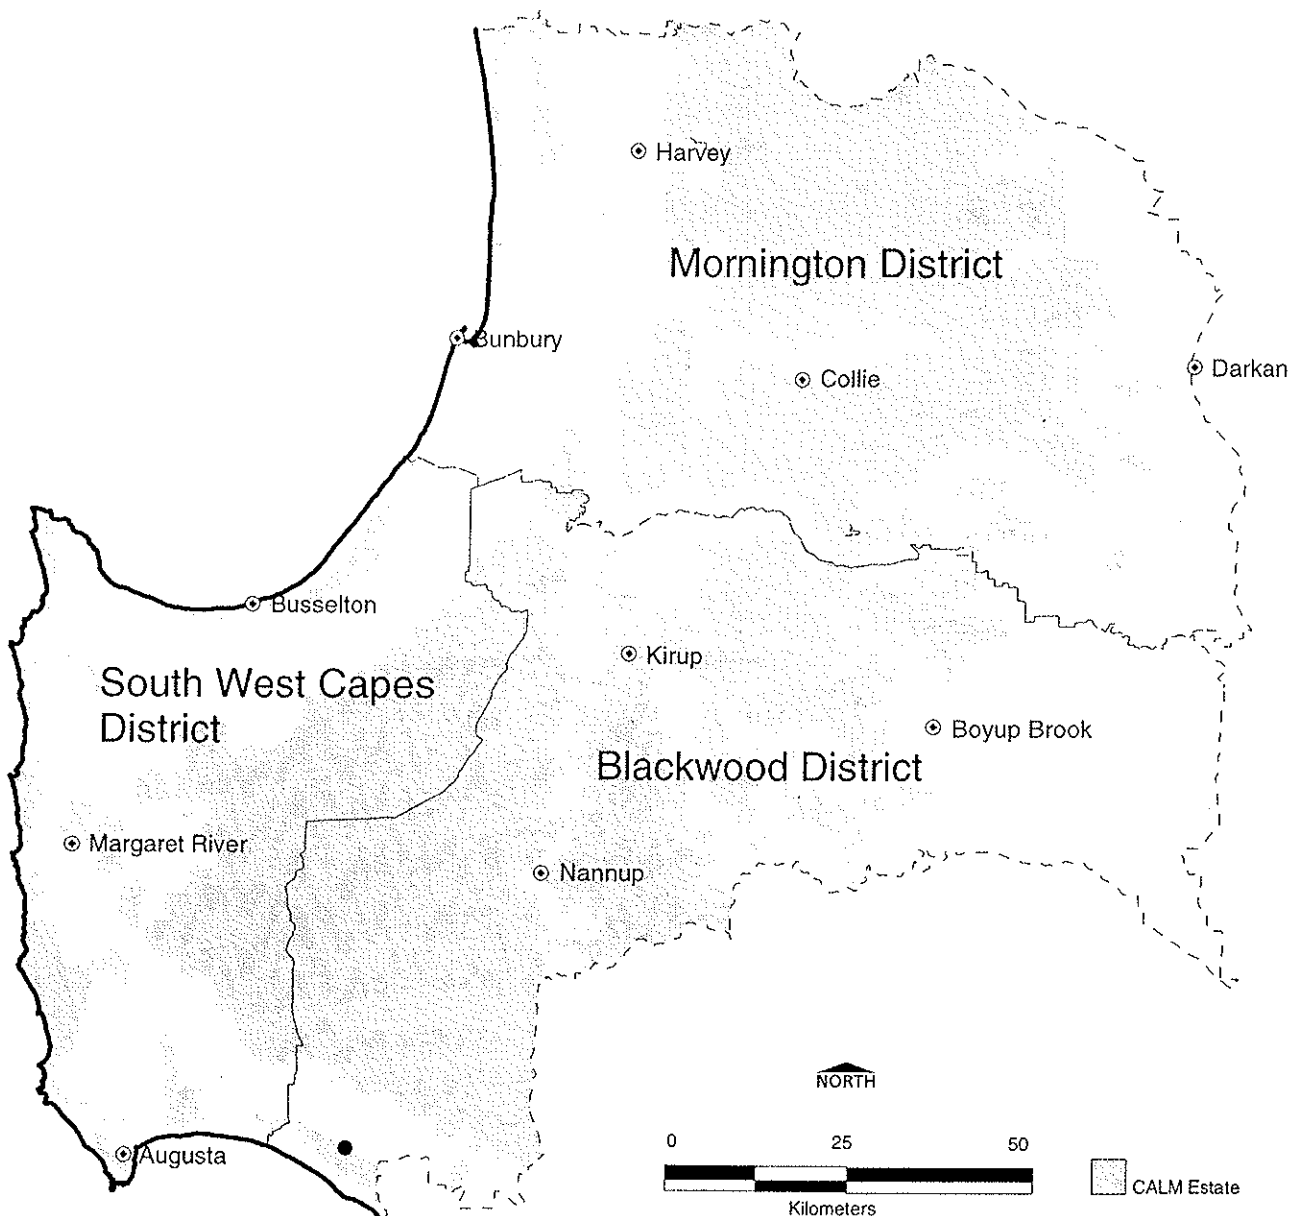 Harvey
Mornington District
Bunbury
Darkan
Collie
Busselton
Kirup
South West Capes
District
Boyup Brook
Blackwood District
Margaret River
Nannup
NORTH
0 25 50
Augusta
CALM Estate
Kilometers